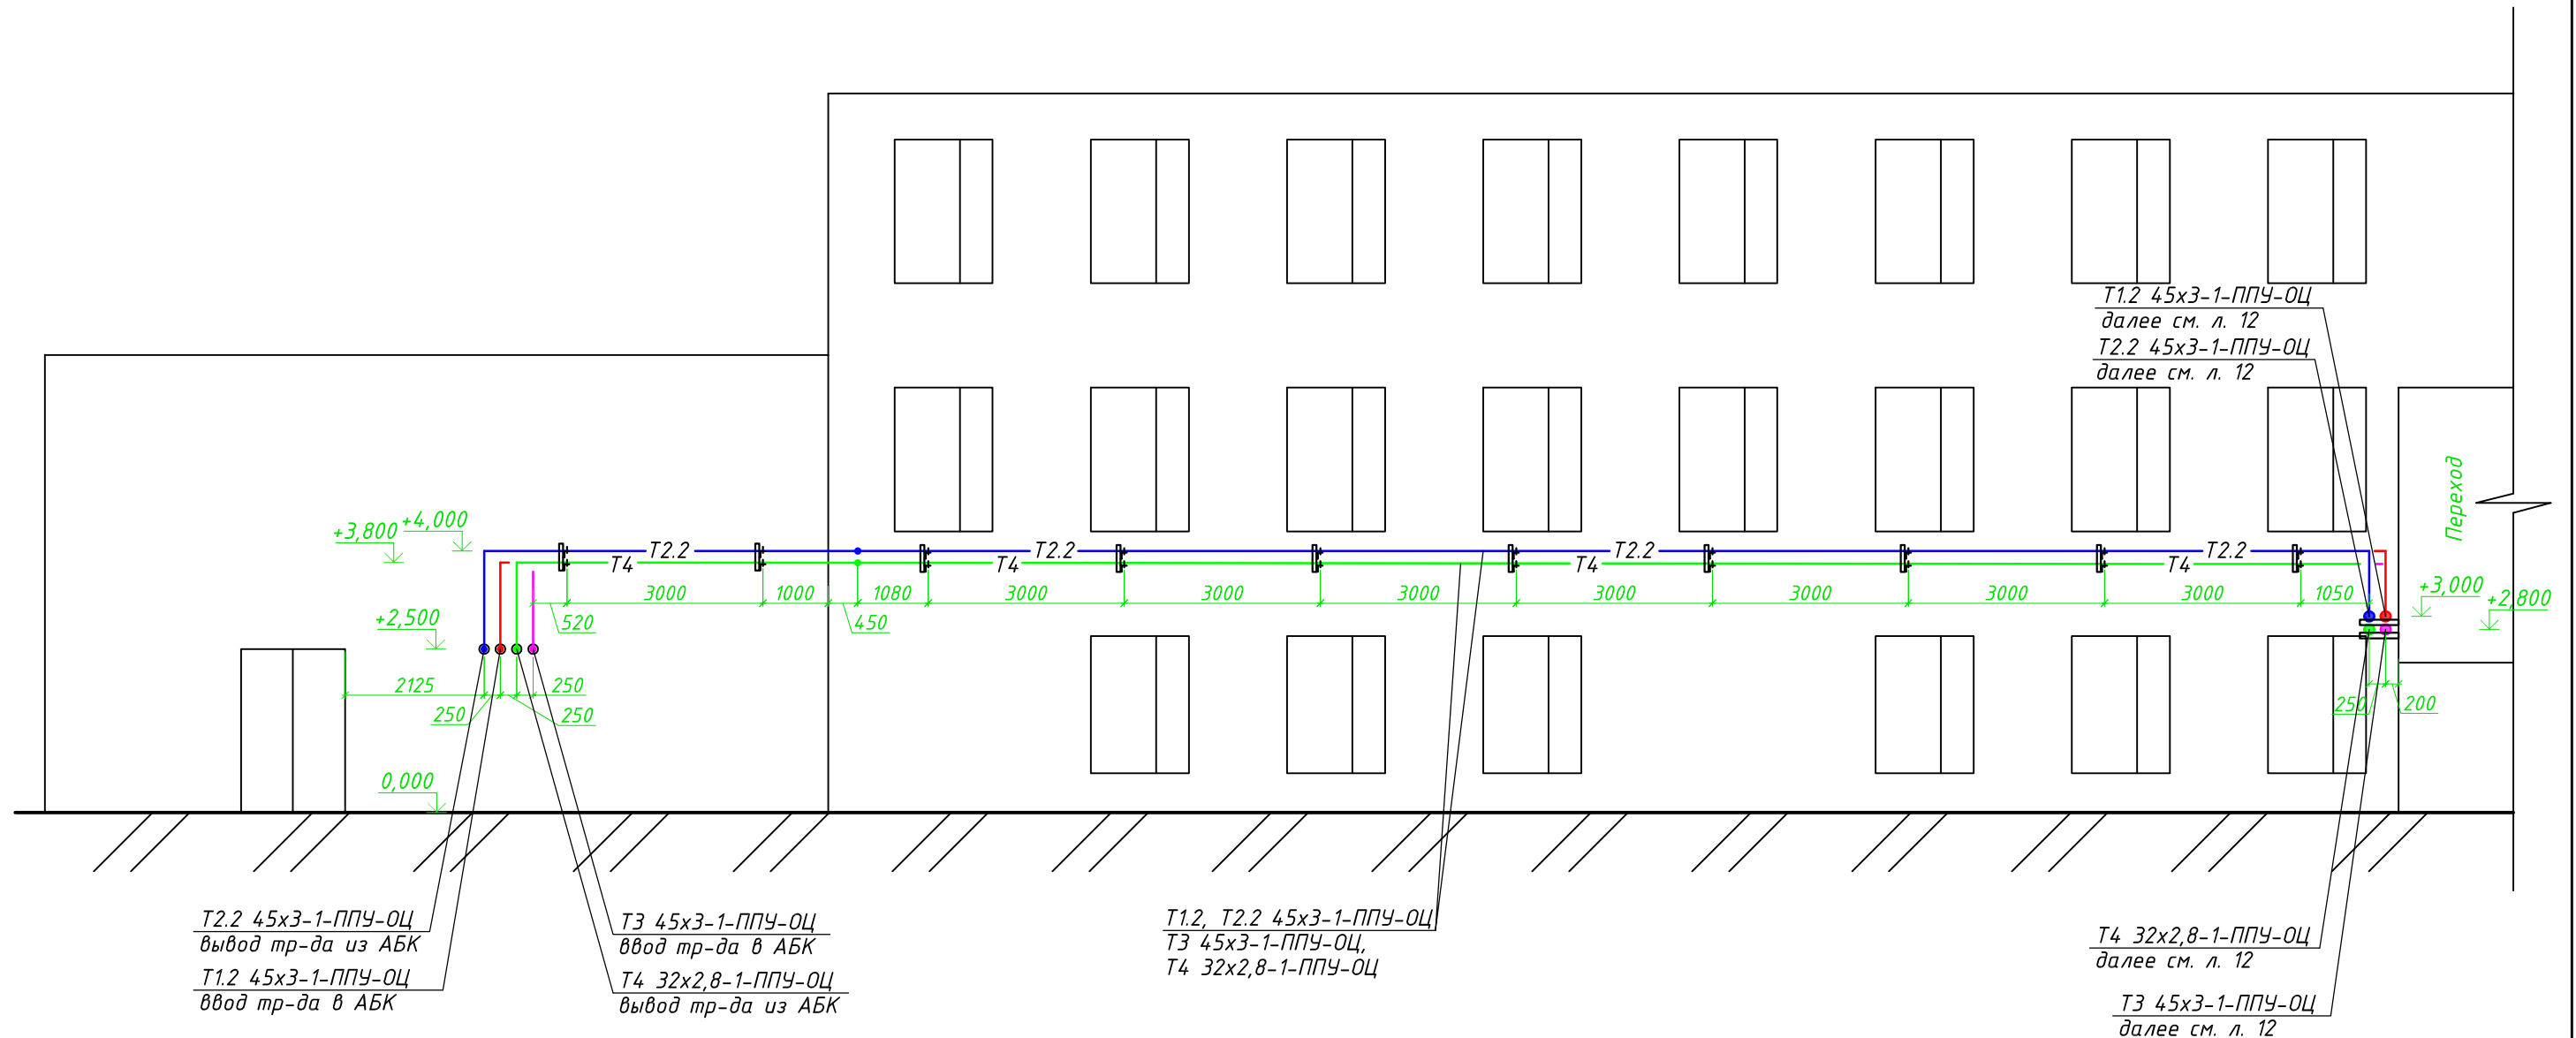 Т1.2 45х3-1-ППУ-ОЦ
далее см. л. 12
Т2.2 45х3-1-ППУ-ОЦ
далее см. л. 12
Переход
+3,800
+4,000
Т2.2
Т2.2
Т2.2
Т2.2
Т4
Т4
Т4
Т4
3000
1000
1080
3000
3000
3000
3000
3000
3000
3000
1050
+3,000
+2,800
+2,500
520
450
2125
250
250
250
250
200
0,000
Т2.2 45х3-1-ППУ-ОЦ
вывод тр-да из АБК
Т1.2 45х3-1-ППУ-ОЦ
ввод тр-да в АБК
Т3 45х3-1-ППУ-ОЦ
ввод тр-да в АБК
Т4 32х2,8-1-ППУ-ОЦ
вывод тр-да из АБК
Т1.2, Т2.2 45х3-1-ППУ-ОЦ
Т3 45х3-1-ППУ-ОЦ,
Т4 32х2,8-1-ППУ-ОЦ
Т4 32х2,8-1-ППУ-ОЦ
далее см. л. 12
Т3 45х3-1-ППУ-ОЦ
далее см. л. 12